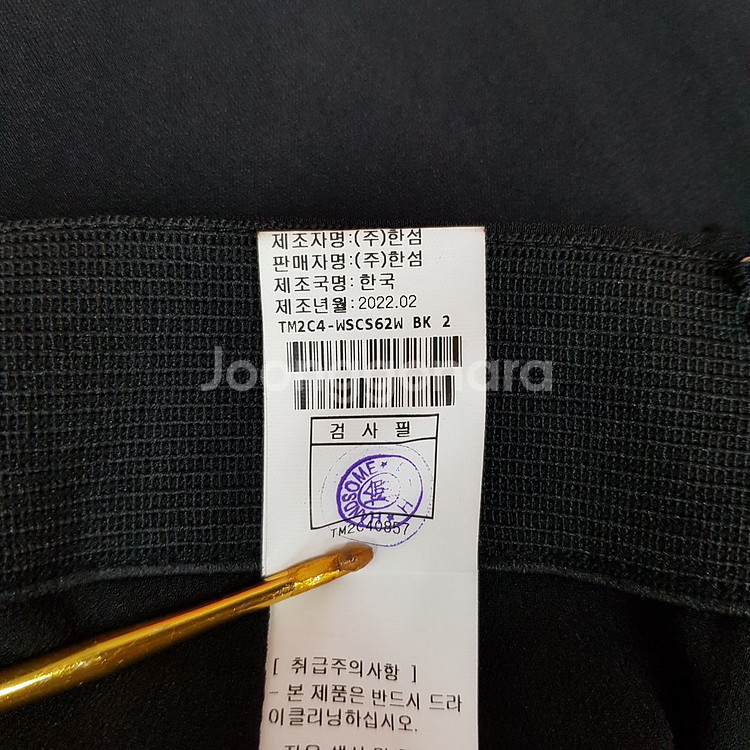 제조자명:(주)한섬
판매자명:(주)한섬
제조국명: 한국
제조년월:2022.02
TM2C4-WSCS62W BK 2
Joonggonara
검 사 필
HANDSOME
TM2C40857
[ 취급주의사항 ]
- 본 제품은 반드시 드라
이클리닝하십시오.